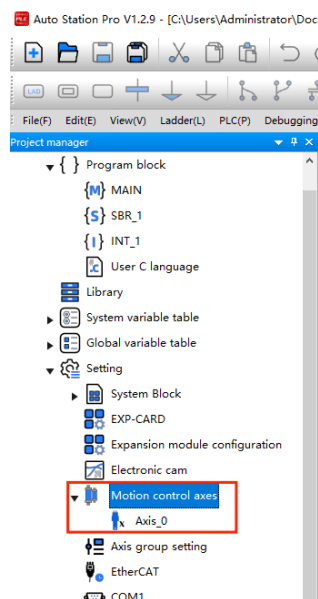 PLC Auto Station Pro V1.2.9 - [C:\Users\Administrator\Doc
LAD
File(F) Edit(E) View(V) Ladder(L) PLC(P) Debugging
Project manager
{ } Program block
{M} MAIN
{S} SBR_1
{I} INT_1
.c User C language
Library
System variable table
Global variable table
Setting
System Block
EXP-CARD
Expansion module configuration
Electronic cam
Motion control axes
x Axis_0
Axis group setting
EtherCAT
COM1